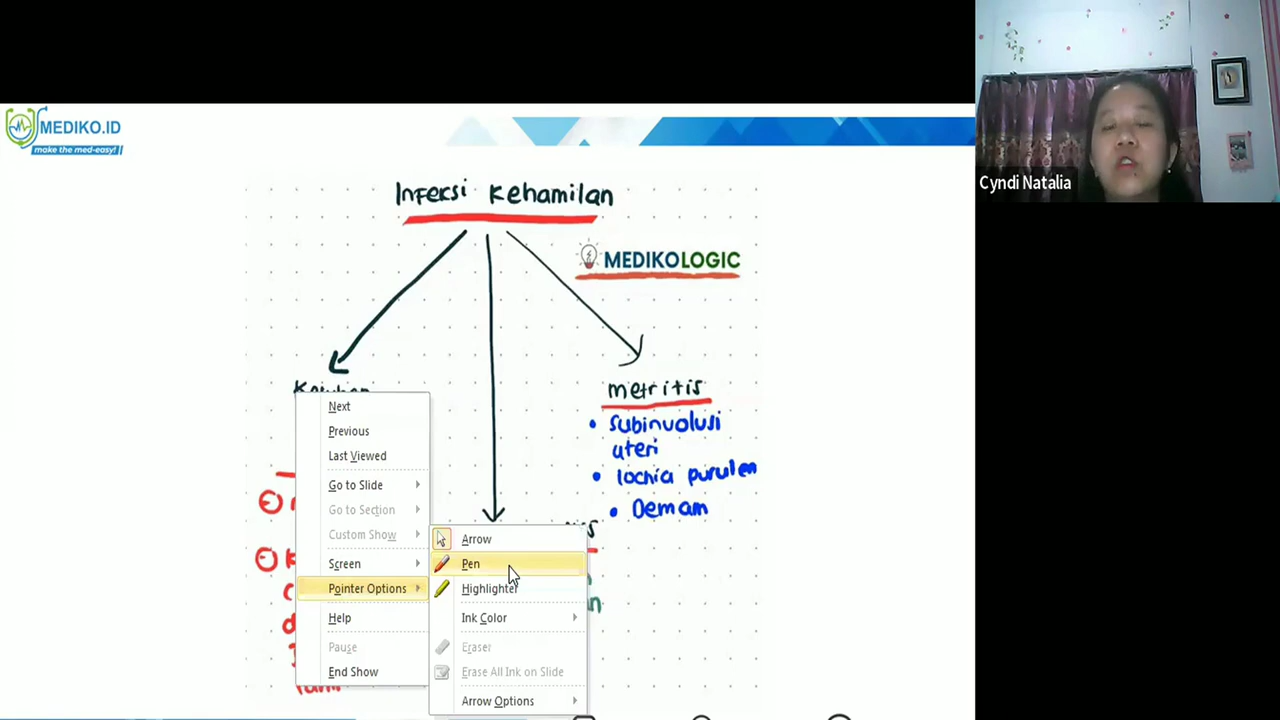 MEDIKO.ID
make the med-easy!
Cyndi Natalia
Infeksi Kehamilan
MEDIKOLOGIC
metritis
• Subinvolusi
uteri
• lochia purulen
• Demam
Next
Previous
Last Viewed
Go to Slide
Go to Section
Custom Show
Screen
Pointer Options
Help
Pause
End Show
Arrow
Pen
Highlighter
Ink Color
Eraser
Erase All Ink on Slide
Arrow Options